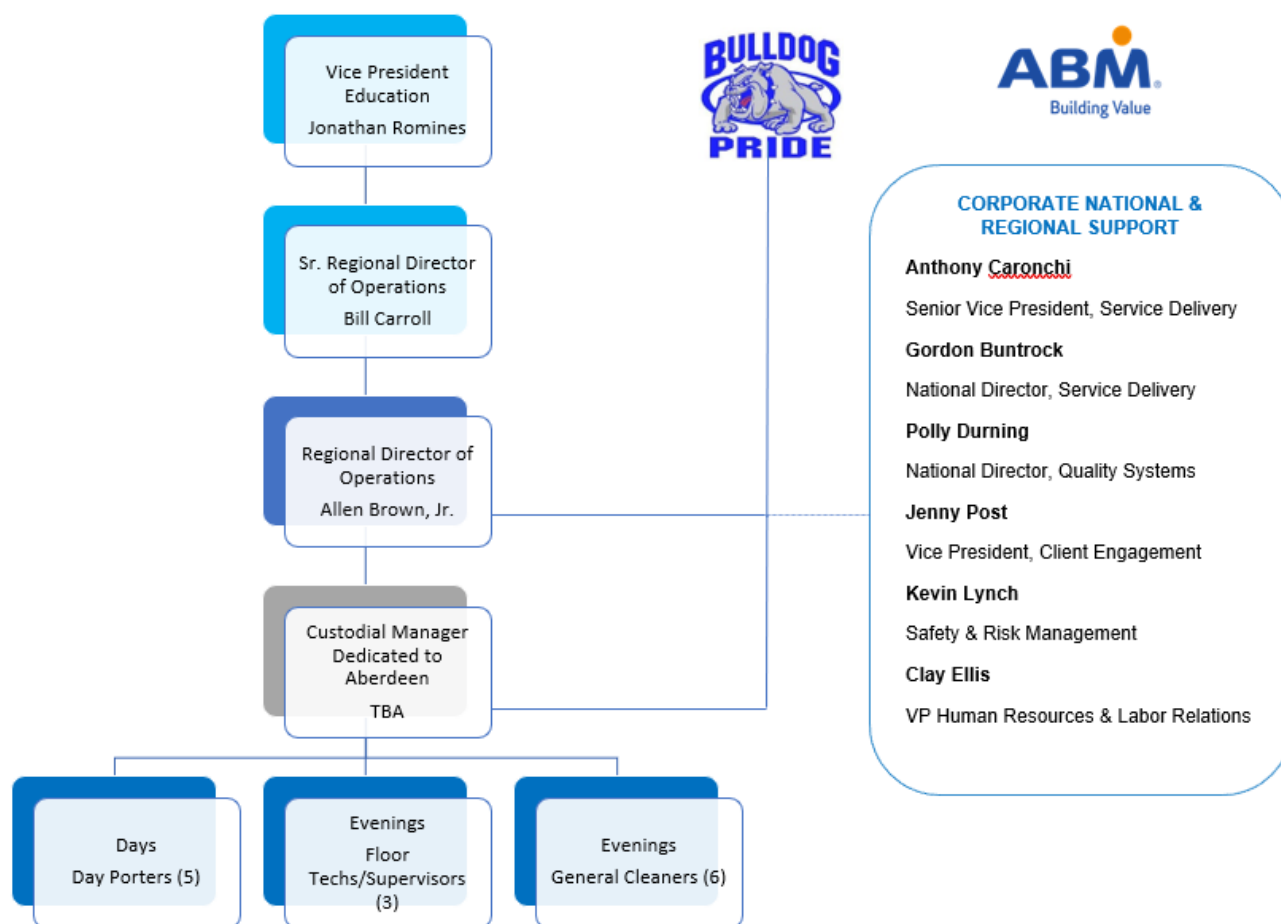 Vice President
Education
Jonathan Romines
Sr. Regional Director
of Operations
Bill Carroll
Regional Director of
Operations
Allen Brown, Jr.
Custodial Manager
Dedicated to
Aberdeen
TBA
Days
Day Porters (5)
Evenings
Floor
Techs/Supervisors
(3)
Evenings
General Cleaners (6)
BULLDOG
PRIDE
ABM®
Building Value
CORPORATE NATIONAL &
REGIONAL SUPPORT
Anthony Caronchi
Senior Vice President, Service Delivery
Gordon Buntrock
National Director, Service Delivery
Polly Durning
National Director, Quality Systems
Jenny Post
Vice President, Client Engagement
Kevin Lynch
Safety & Risk Management
Clay Ellis
VP Human Resources & Labor Relations